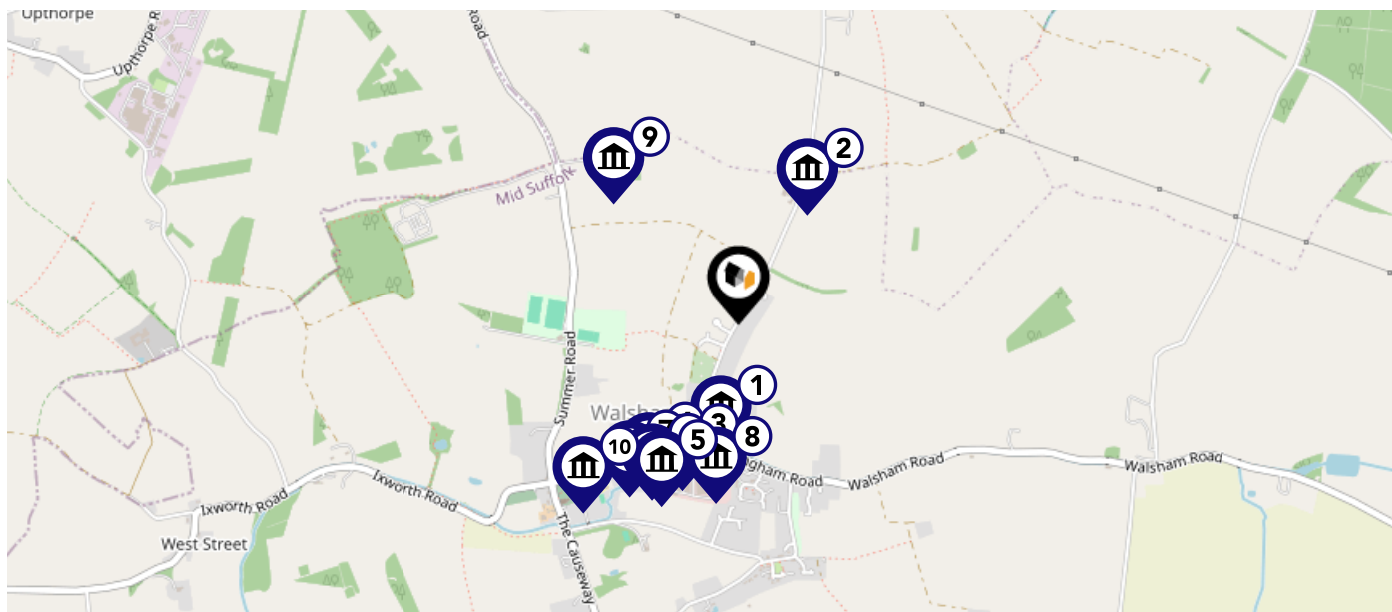 Upthorpe
Upthorpe R
Road
9
2
Mid Suffolk
Summer Road
1
Walsha
7
3
5
8
10
gham Road
Walsham Road
Walsham Road
Ixworth Road
Ixworth Road
The Causeway
West Street